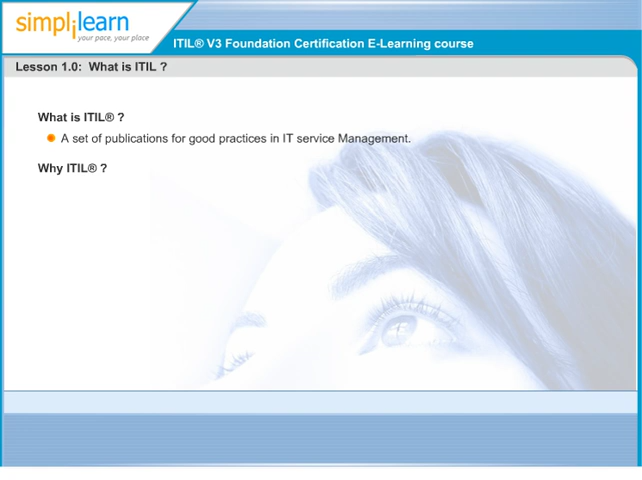 simplilearn
your pace, your place
ITIL® V3 Foundation Certification E-Learning course
Lesson 1.0: What is ITIL ?
What is ITIL® ?
A set of publications for good practices in IT service Management.
Why ITIL® ?